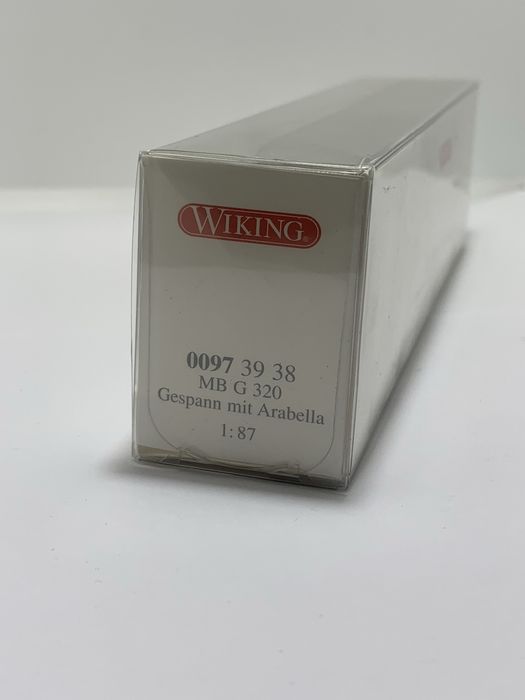 WIKING®
0097 39 38
MB G 320
Gespann mit Arabella
1:87